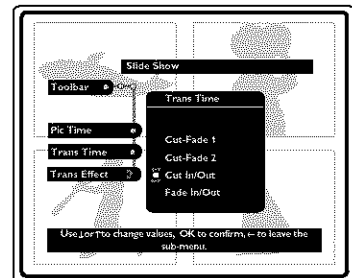 Slide Show
Toolbar
Trans Time
Pic Time
Cut-Fade 1
Trans Time
Cut-Fade 2
Trans Effect
Cut In/Out
Fade In/Out
Use ↓or↑to change values, OK to confirm, ← to leave the
sub-menu.